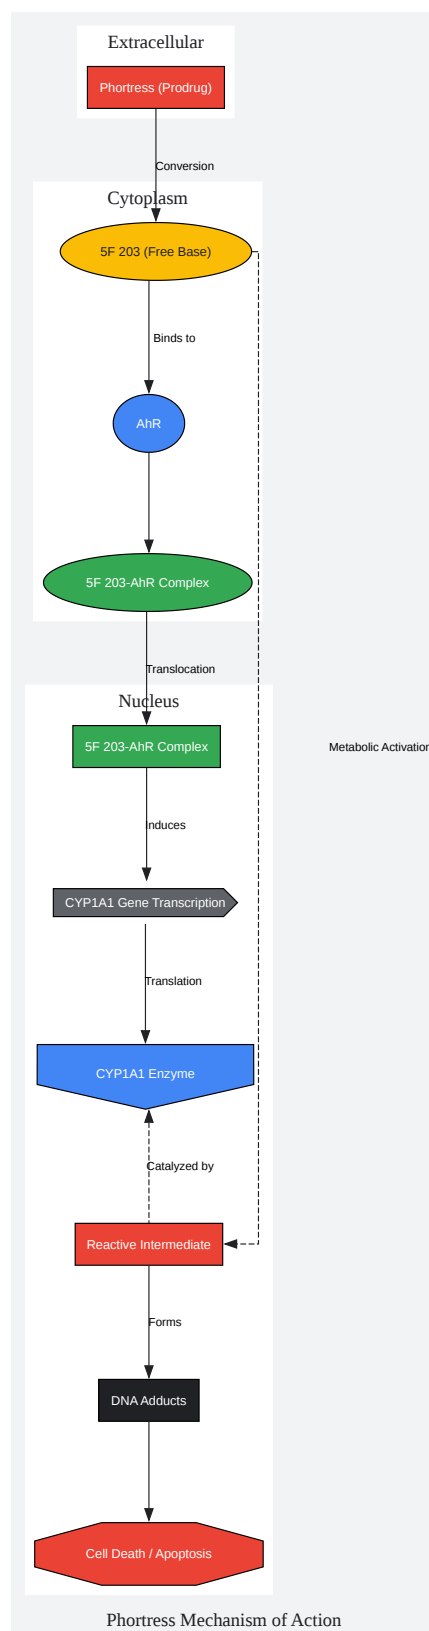 Extracellular
Phortress (Prodrug)
Conversion
Cytoplasm
5F 203 (Free Base)
Binds to
AhR
5F 203-AhR Complex
Translocation
Nucleus
5F 203-AhR Complex
Metabolic Activation
Induces
CYP1A1 Gene Transcription
Translation
CYP1A1 Enzyme
Catalyzed by
Reactive Intermediate
Forms
DNA Adducts
Cell Death / Apoptosis
Phortress Mechanism of Action